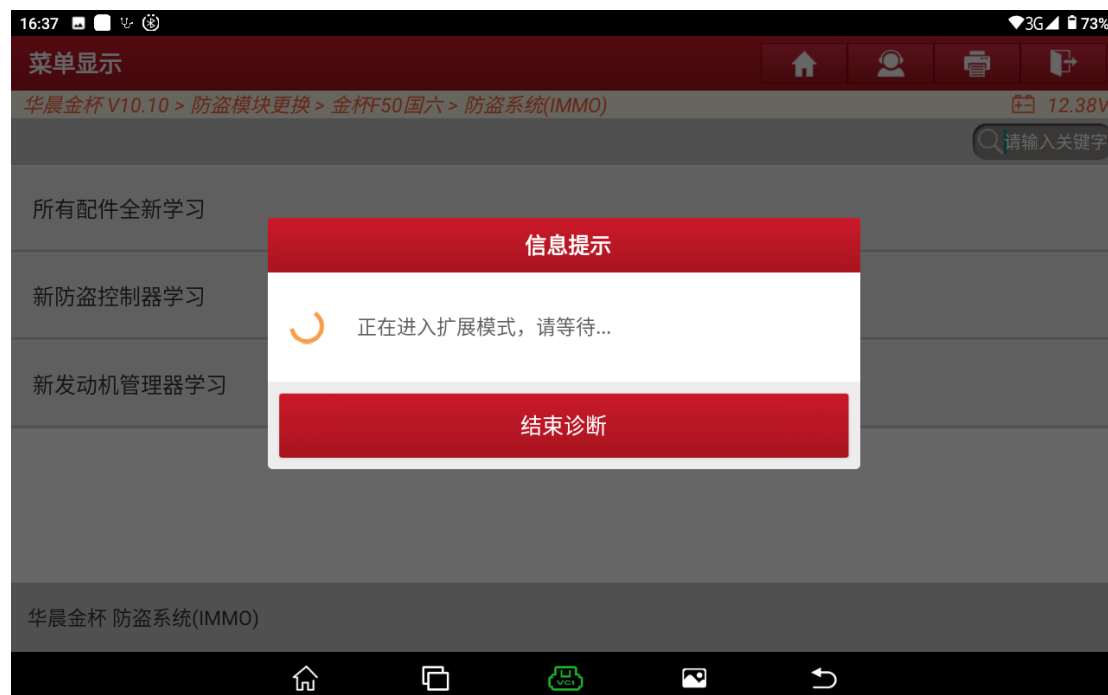 16:37 3G 73%
菜单显示
华晨金杯 V10.10 > 防盗模块更换 > 金杯F50国六 > 防盗系统(IMMO) 12.38V
请输入关键字
所有配件全新学习
信息提示
新防盗控制器学习
正在进入扩展模式，请等待...
新发动机管理器学习
结束诊断
华晨金杯 防盗系统(IMMO)
VCI